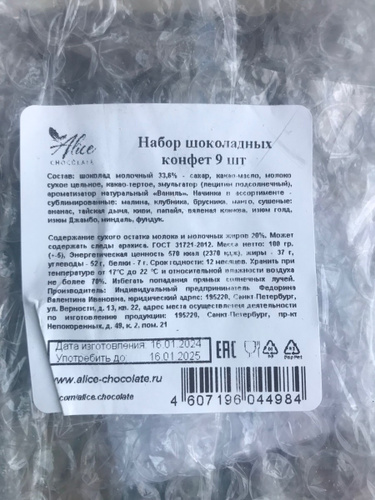 Alice
CHOCOLATE
Набор шоколадных
конфет 9 шт
Состав: шоколад молочный 33,6% - сахар, какао-масло, молоко
сухое цельное, какао-тертое, эмульгатор (лецитин подсолнечный),
ароматизатор натуральный «Ваниль». Начинки в ассортименте -
сублимированные: малина, клубника, брусника, манго, сушеные:
ананас, тайская дыня, киви, папайя, вяленая клюква, изюм голд,
изюм Джамбо, миндаль, фундук.
Содержание сухого остатка молока и молочных жиров 20%. Может
содержать следы арахиса. ГОСТ 31721-2012. Масса нетто: 100 гр.
(+-5), Энергетическая ценность 570 ккал (2370 кдж), жиры - 37 г,
углеводы - 52 г, белки - 7 г. Срок годности: 12 месяцев. Хранить при
температуре от 17°С до 22 °С и относительной влажности воздуха
не более 70%. Избегать попадания прямых солнечных лучей.
Производитель: Индивидуальный предприниматель Федорина
Валентина Ивановна, юридический адрес: 195220, Санкт-Петербург,
ул. Верности, д. 13, кв. 22, адрес места осуществления деятельности
по изготовлению продукции: 195220, Санкт-Петербург, пр-кт
Непокоренных, д. 49, к. 2, пом. 21
Дата изготовления: 16.01.2024
Употребить до: 16.01.2025
EAC
www.alice-chocolate.ru
com/alice.chocolate
4 607196 044984